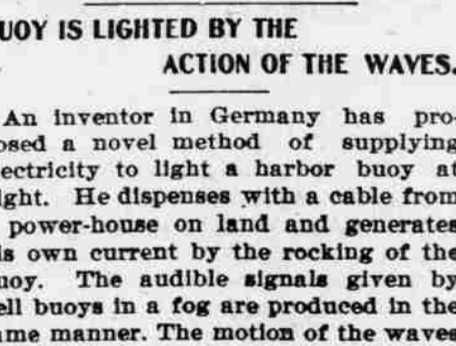 UOY IS LIGHTED BY THE
ACTION OF THE WAVES.
An inventor in Germany has pro-
osed a novel method of supplying
lectricity to light a harbor buoy at
ight. He dispenses with a cable from
power-house on land and generates
is own current by the rocking of the
uoy. The audible signals given by
ell buoys in a fog are produced in the
ame manner. The motion of the waves